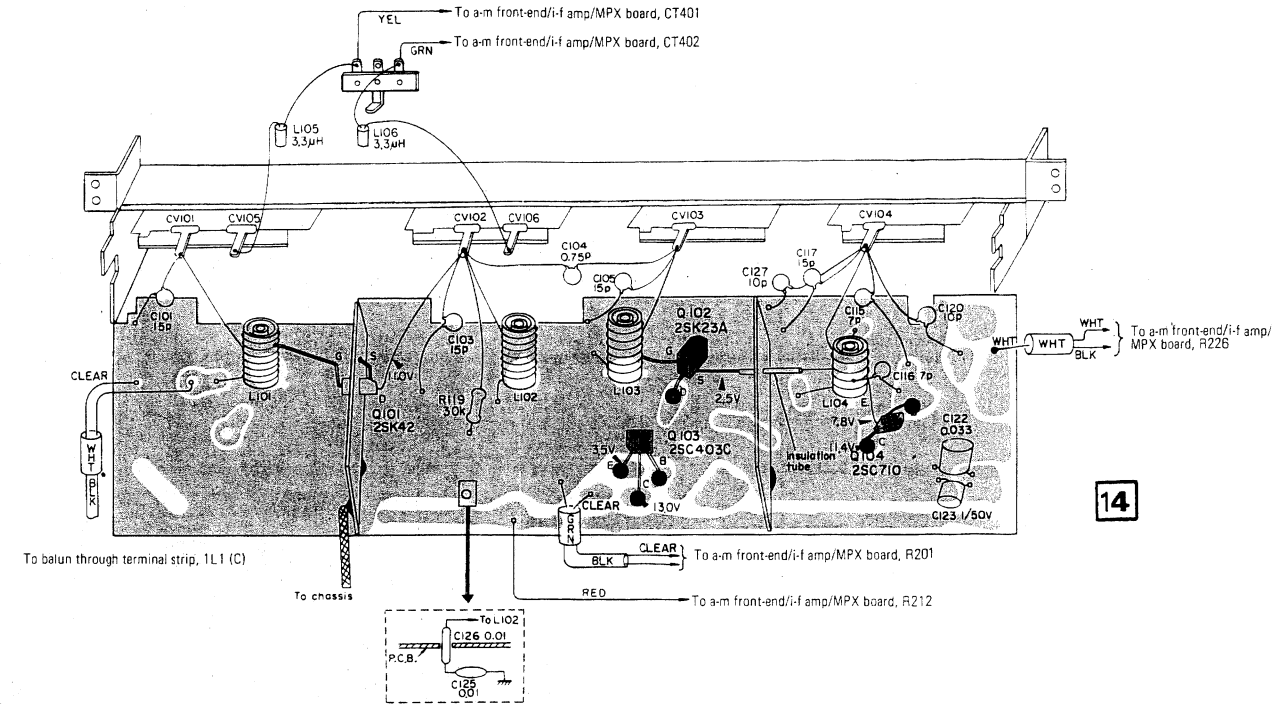 To a-m front-end/i-f amp/MPX board, CT401
YEL
To a-m front-end/i-f amp/MPX board, CT402
GRN
L105
3.3µH
L106
3.3µH
CV101
CV105
CV102
CV106
CV103
CV104
C104
0.75p
C105
15p
C127
10p
C117
15p
C101
15p
C103
15p
Q102
2SK23A
C115
C120
10p
WHT
WHT
WHT
BLK
To a-m front-end/i-f amp/
MPX board, R226
CLEAR
WHT
BLK
L101
G
S
D
1.0V
Q101
2SK42
R119
30K
L102
L103
G
S
D
2.5V
L104
C116 7p
E
7.8V
C
11.4V
insulation
tube
Q104
2SC710
C122
0.033
C123 1/50V
Q103
2SC403C
3.5V
E
B
C
13.0V
CLEAR
GRN
CLEAR
BLK
To a-m front-end/i-f amp/MPX board, R201
14
To balun through terminal strip, 1L1 (C)
To chassis
RED
To a-m front-end/i-f amp/MPX board, R212
To L102
C126 0.01
P.C.B.
C125
0.01